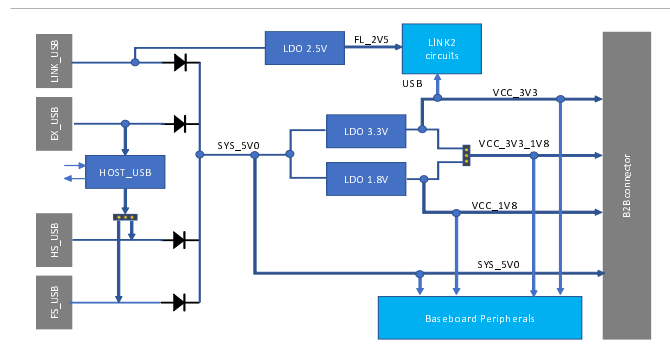 LINK_USB
LDO 2.5V
FL_2V5
LINK2
circuits
USB
VCC_3V3
EX_USB
LDO 3.3V
SYS_5V0
VCC_3V3_1V8
HOST_USB
LDO 1.8V
B2B connector
VCC_1V8
HS_USB
SYS_5V0
FS_USB
Baseboard Peripherals